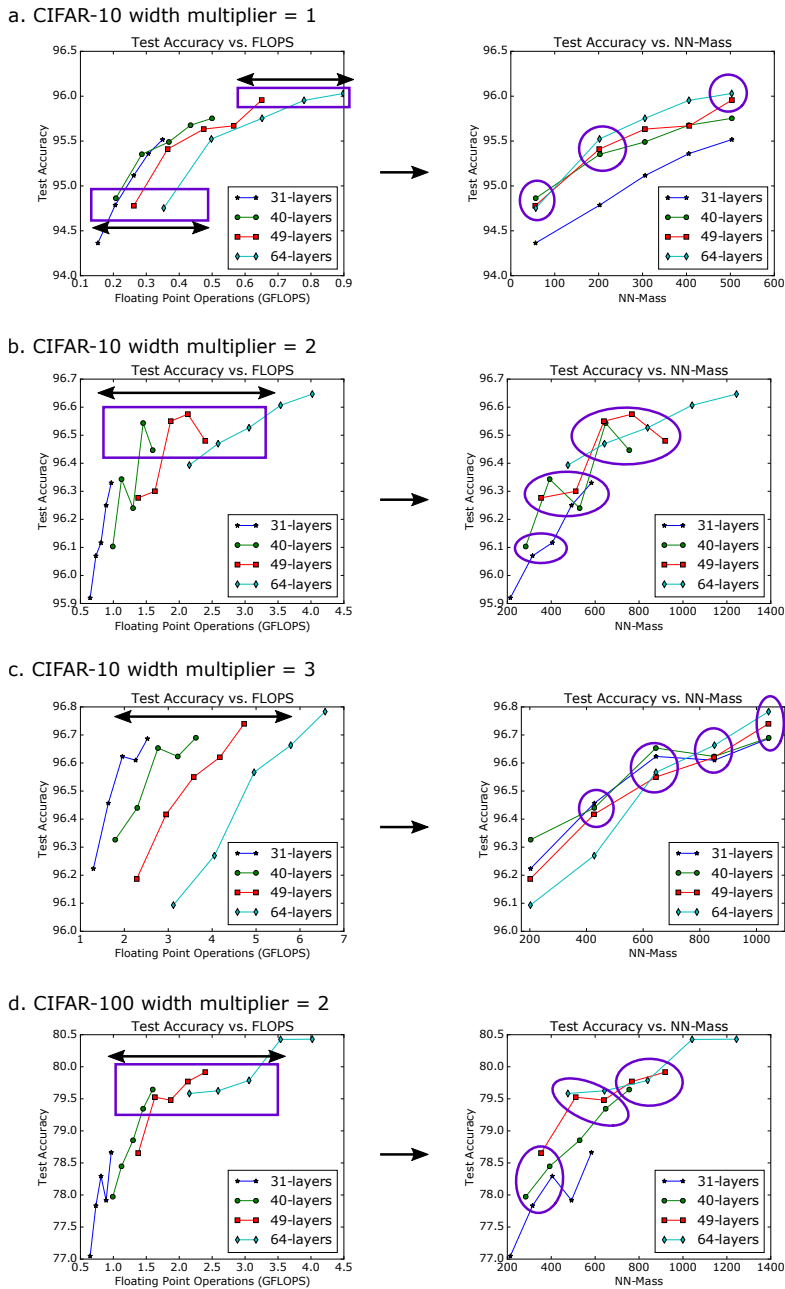 a. CIFAR-10 width multiplier = 1
Test Accuracy vs. FLOPS
Test Accuracy
96.5
96.0
95.5
95.0
94.5
94.0
0.1 0.2 0.3 0.4 0.5 0.6 0.7 0.8 0.9
Floating Point Operations (GFLOPS)
31-layers
40-layers
49-layers
64-layers
Test Accuracy vs. NN-Mass
Test Accuracy
96.5
96.0
95.5
95.0
94.5
94.0
0 100 200 300 400 500 600
NN-Mass
31-layers
40-layers
49-layers
64-layers
b. CIFAR-10 width multiplier = 2
Test Accuracy vs. FLOPS
Test Accuracy
96.7
96.6
96.5
96.4
96.3
96.2
96.1
96.0
95.9
0.5 1.0 1.5 2.0 2.5 3.0 3.5 4.0 4.5
Floating Point Operations (GFLOPS)
31-layers
40-layers
49-layers
64-layers
Test Accuracy vs. NN-Mass
Test Accuracy
96.7
96.6
96.5
96.4
96.3
96.2
96.1
96.0
95.9
200 400 600 800 1000 1200 1400
NN-Mass
31-layers
40-layers
49-layers
64-layers
c. CIFAR-10 width multiplier = 3
Test Accuracy vs. FLOPS
Test Accuracy
96.8
96.7
96.6
96.5
96.4
96.3
96.2
96.1
96.0
1 2 3 4 5 6 7
Floating Point Operations (GFLOPS)
31-layers
40-layers
49-layers
64-layers
Test Accuracy vs. NN-Mass
Test Accuracy
96.8
96.7
96.6
96.5
96.4
96.3
96.2
96.1
96.0
200 400 600 800 1000
NN-Mass
31-layers
40-layers
49-layers
64-layers
d. CIFAR-100 width multiplier = 2
Test Accuracy vs. FLOPS
Test Accuracy
80.5
80.0
79.5
79.0
78.5
78.0
77.5
77.0
0.5 1.0 1.5 2.0 2.5 3.0 3.5 4.0 4.5
Floating Point Operations (GFLOPS)
31-layers
40-layers
49-layers
64-layers
Test Accuracy vs. NN-Mass
Test Accuracy
80.5
80.0
79.5
79.0
78.5
78.0
77.5
77.0
200 400 600 800 1000 1200 1400
NN-Mass
31-layers
40-layers
49-layers
64-layers